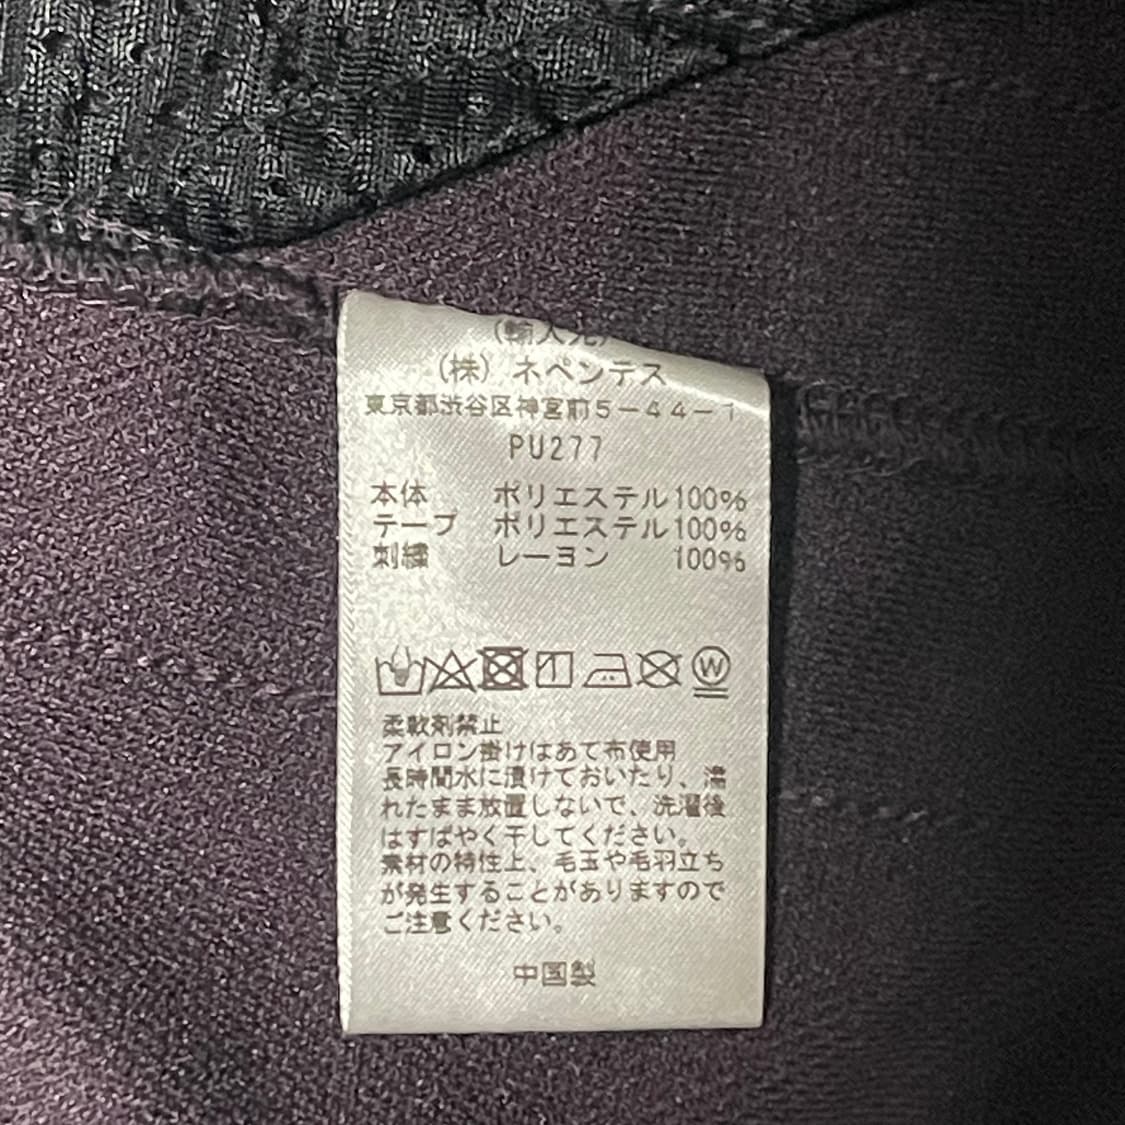 (輸入元)
(株) ネペンテス
東京都渋谷区神宮前5-44-1
PU277
本体 ポリエステル100%
テープ ポリエステル100%
刺繍 レーヨン 100%
W
柔軟剤禁止
アイロン掛けはあて布使用
長時間水に漬けておいたり、濡
れたまま放置しないで、洗濯後
はすばやく干してください。
素材の特性上、毛玉や毛羽立ち
が発生することがありますので
ご注意ください。
中国製